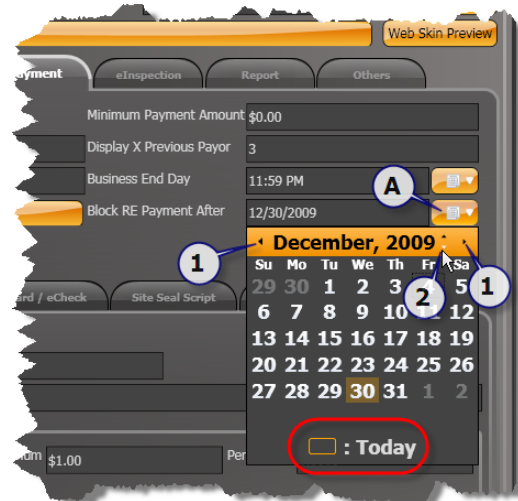 Web Skin Preview
ayment eInspection Report Others
Minimum Payment Amount $0.00
Display X Previous Payor 3
Business End Day 11:59 PM
A
Block RE Payment After 12/30/2009
December, 2009
1 2 1
Su Mo Tu We Th Fr Sa
29 30 1 2 3 4 5
6 7 8 9 10 11 12
13 14 15 16 17 18 19
20 21 22 23 24 25 26
27 28 29 30 31 1 2
ard / eCheck Site Seal Script
: Today
um $1.00 Per